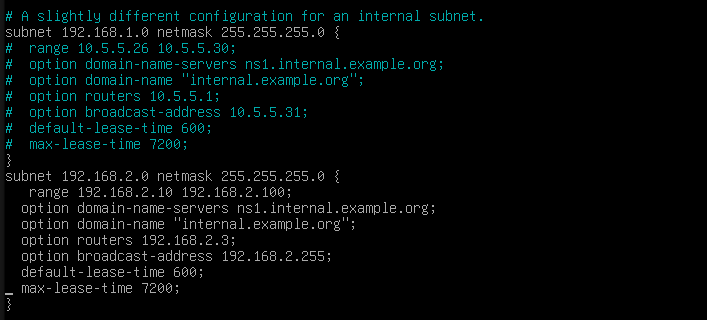 # A slightly different configuration for an internal subnet.
subnet 192.168.1.0 netmask 255.255.255.0 {
#  range 10.5.5.26 10.5.5.30;
#  option domain-name-servers ns1.internal.example.org;
#  option domain-name "internal.example.org";
#  option routers 10.5.5.1;
#  option broadcast-address 10.5.5.31;
#  default-lease-time 600;
#  max-lease-time 7200;
}
subnet 192.168.2.0 netmask 255.255.255.0 {
   range 192.168.2.10 192.168.2.100;
  option domain-name-servers ns1.internal.example.org;
  option domain-name "internal.example.org";
  option routers 192.168.2.3;
  option broadcast-address 192.168.2.255;
  default-lease-time 600;
  max-lease-time 7200;
}